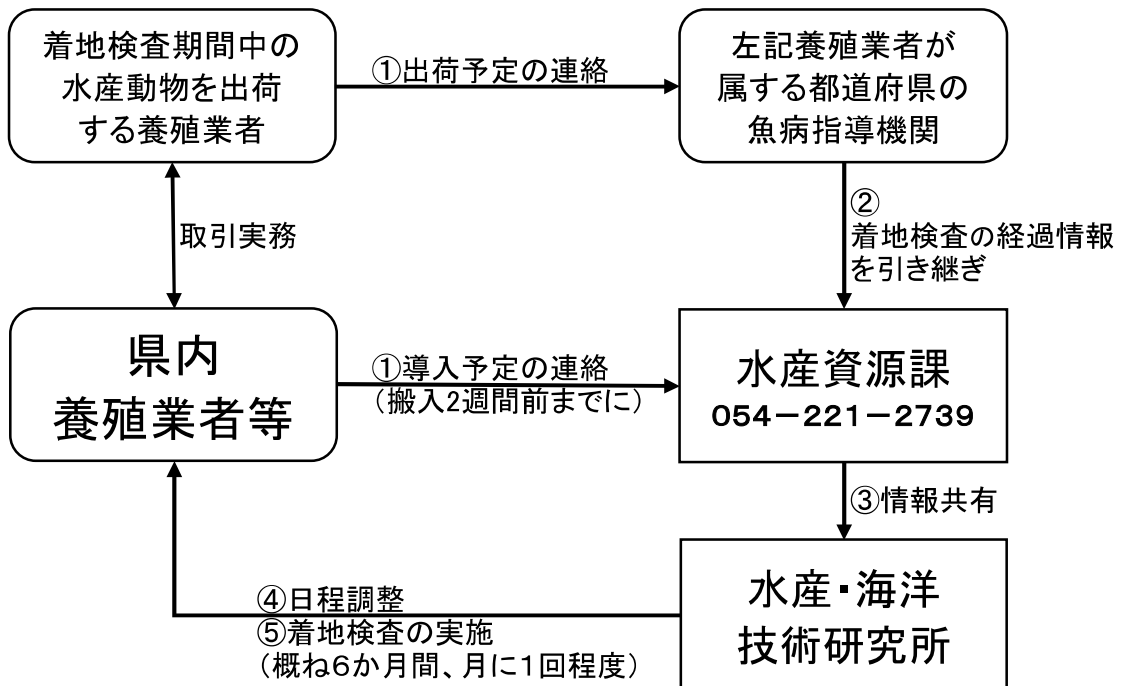 着地検査期間中の
水産動物を出荷
する養殖業者
①出荷予定の連絡
左記養殖業者が
属する都道府県の
魚病指導機関
取引実務
②
着地検査の経過情報
を引き継ぎ
県内
養殖業者等
①導入予定の連絡
(搬入2週間前までに)
水産資源課
054-221-2739
③情報共有
④日程調整
⑤着地検査の実施
(概ね6か月間、月に1回程度)
水産・海洋
技術研究所